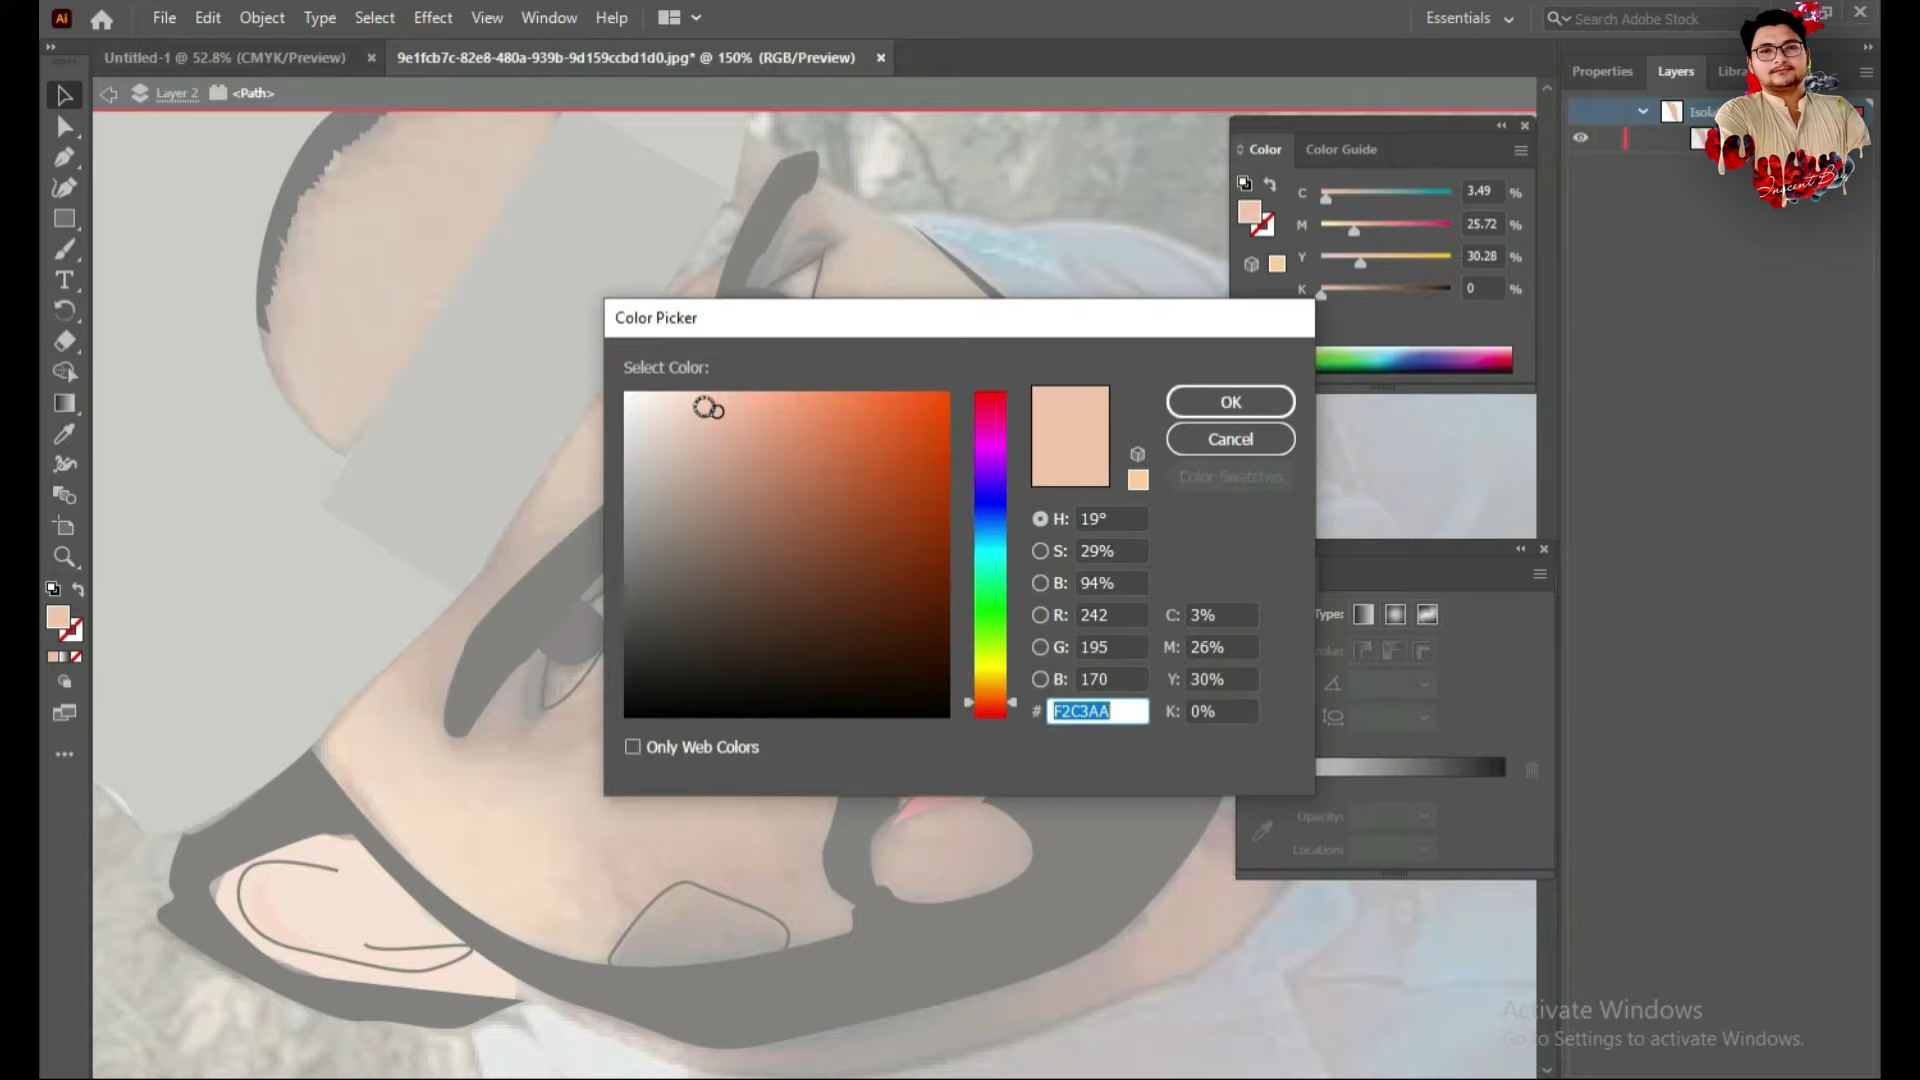 Ai File Edit Object Type Select Effect View Window Help Essentials Search Adobe Stock
Untitled-1 @ 52.8% (CMYK/Preview) × 9e1fcb7c-82e8-480a-939b-9d159ccbd1d0.jpg* @ 150% (RGB/Preview) ×
Properties Layers Libra
Layer 2 <Path>
Isola
Color Color Guide
C 3.49 %
M 25.72 %
Y 30.28 %
K 0 %
Color Picker
Select Color:
OK
Cancel
Color Swatches
H: 19°
S: 29%
B: 94%
R: 242 C: 3%
G: 195 M: 26%
B: 170 Y: 30%
# F2C3AA K: 0%
Only Web Colors
Type:
Opacity:
Location:
Activate Windows
Go to Settings to activate Windows.